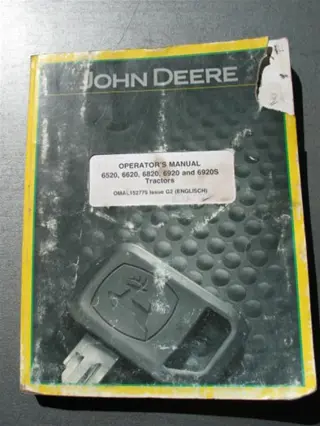 JOHN DEERE
OPERATOR'S MANUAL
6520, 6620, 6820, 6920 and 6920S
Tractors
OMAL152775 Issue G2 (ENGLISCH)